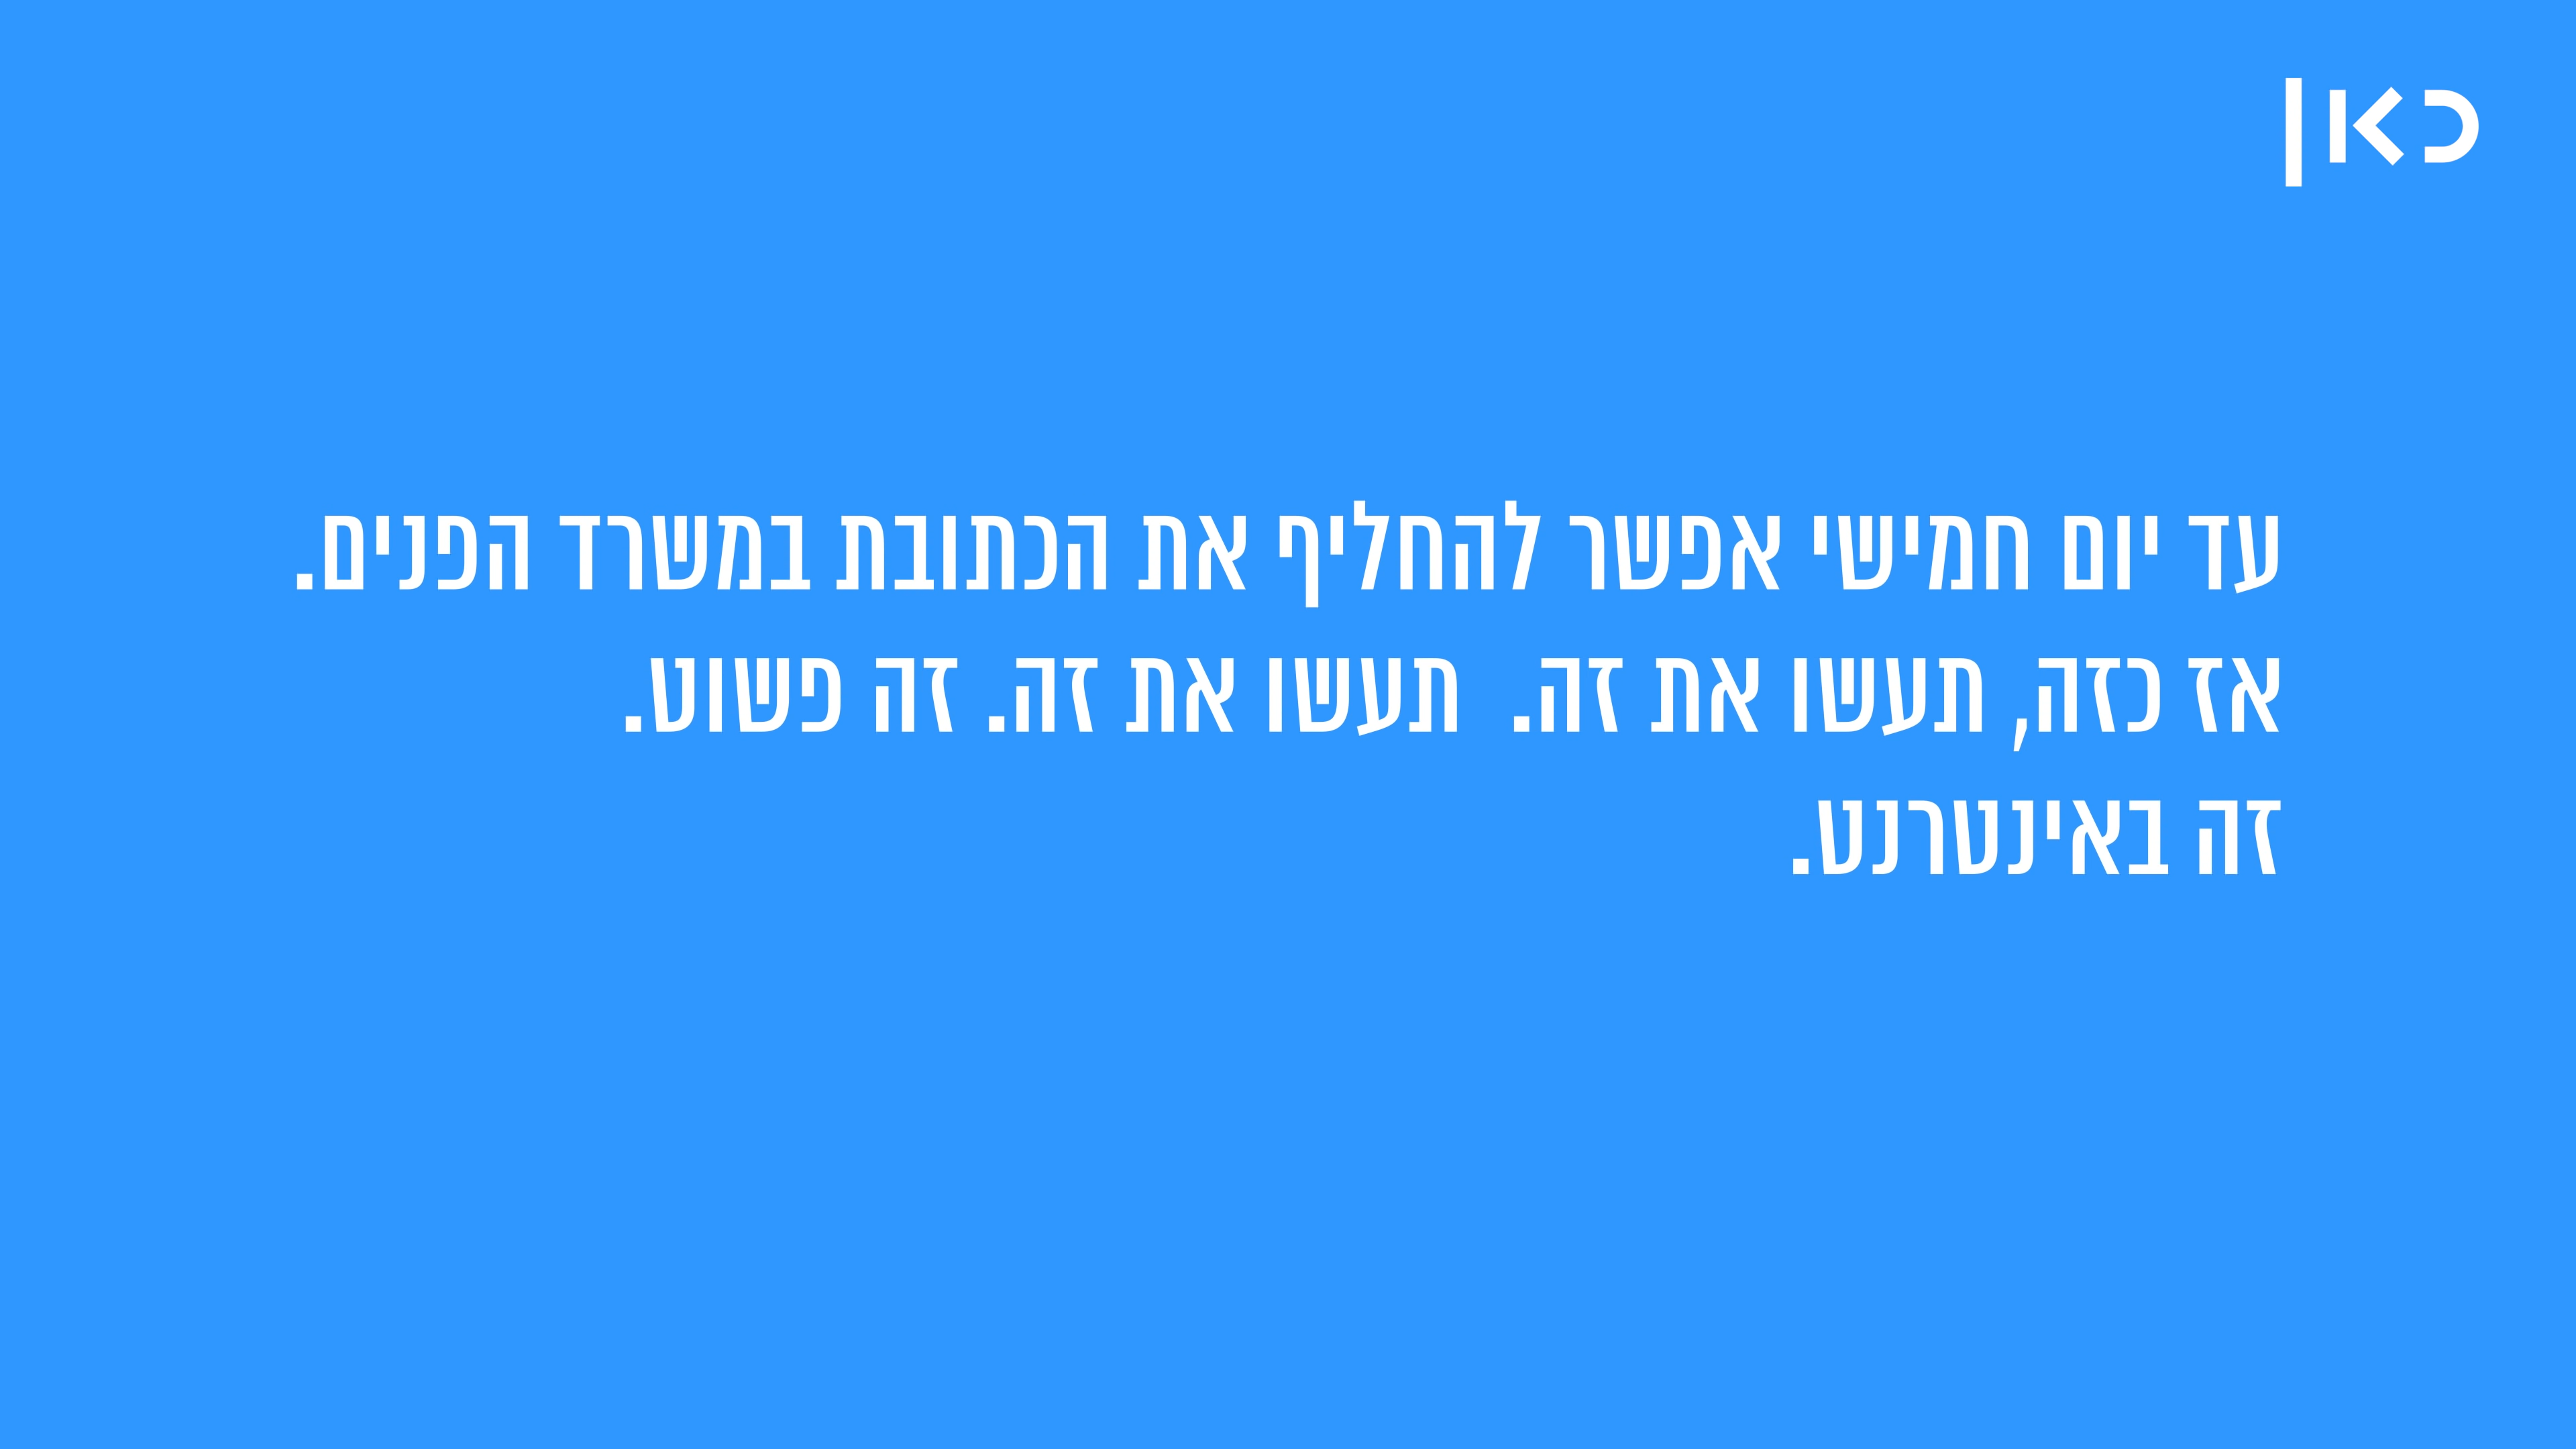 כאן
עד יום חמישי אפשר להחליף את הכתובת במשרד הפנים.
אז כזה, תעשו את זה.  תעשו את זה. זה פשוט.
זה באינטרנט.